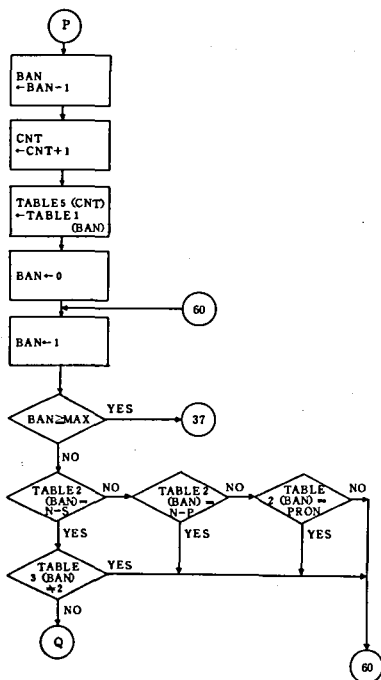 P
BAN
←BAN−1
CNT
←CNT+1
TABLE5 (CNT)
←TABLE1
(BAN)
BAN←0
60
BAN←1
BAN≧MAX
YES
37
NO
TABLE2
(BAN)=
N−S
NO
TABLE2
(BAN)=
N−P
NO
TABLE
2 (BAN)=
PRON
NO
YES
YES
YES
TABLE
3 (BAN)
≒2
YES
NO
Q
60